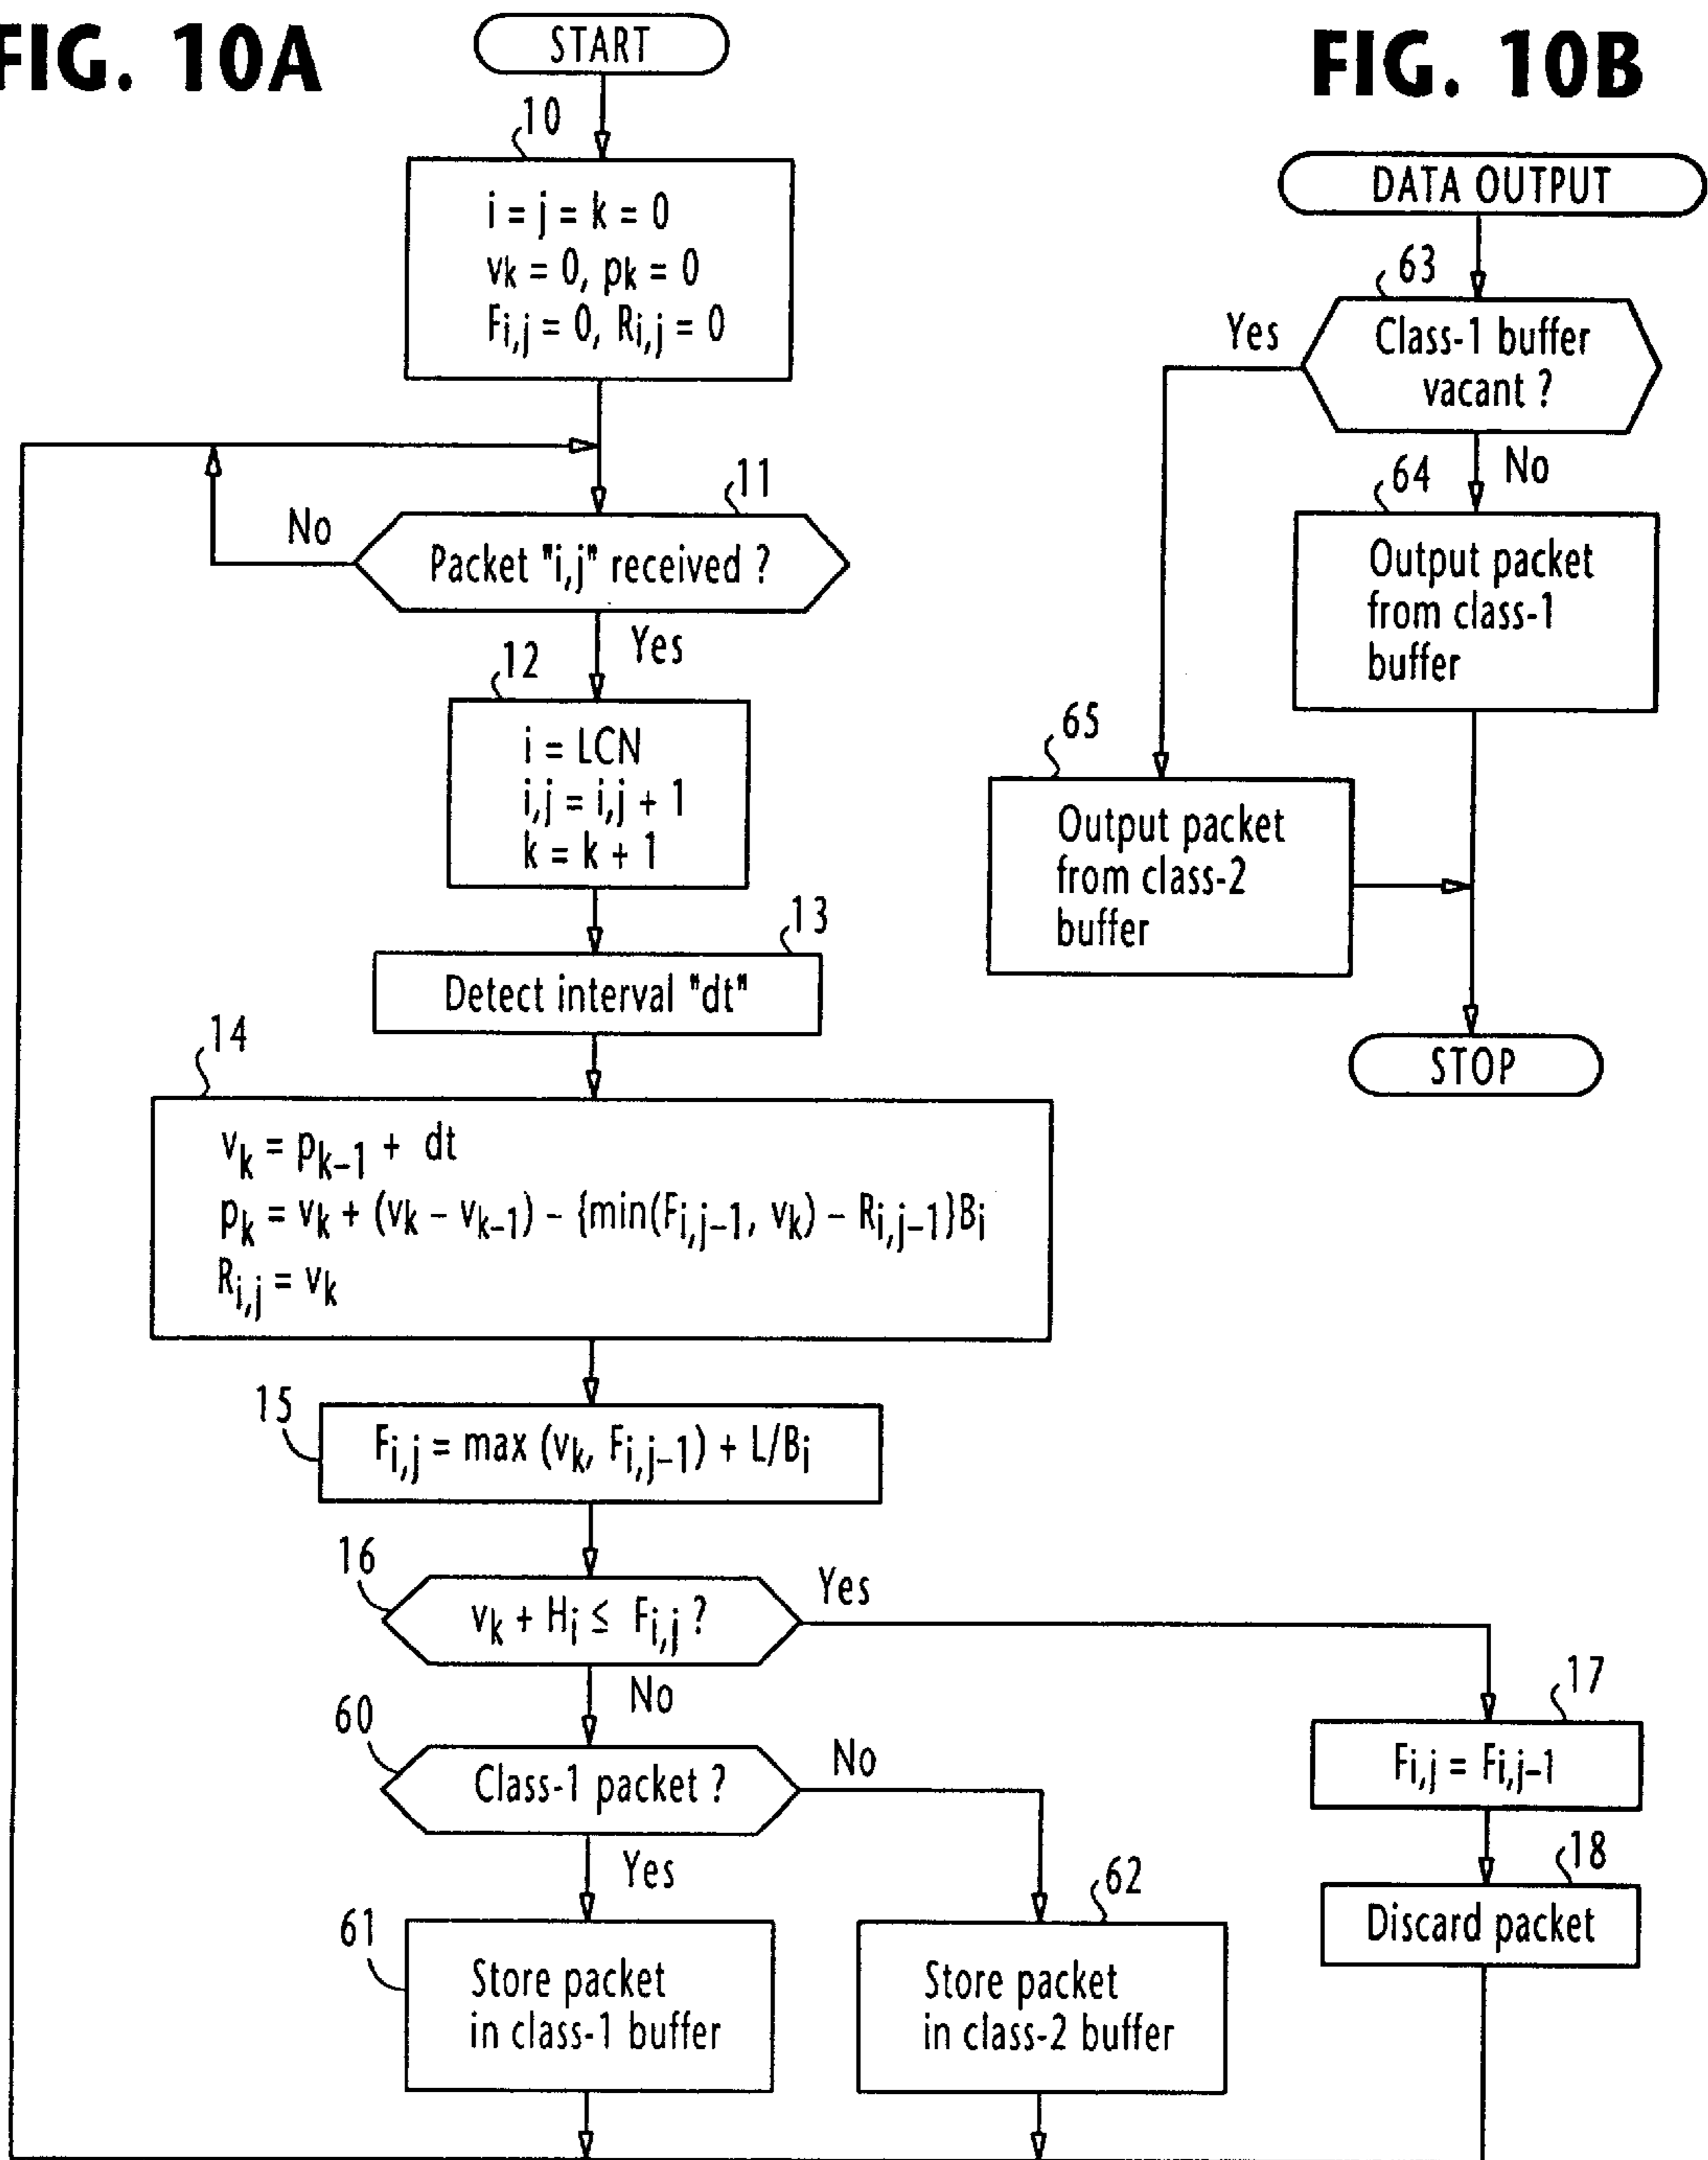 FIG. 10A
START
10
i = j = k = 0
vk = 0, pk = 0
Fi,j = 0, Ri,j = 0
11
No
Packet "i,j" received ?
Yes
12
i = LCN
i,j = i,j + 1
k = k + 1
13
Detect interval "dt"
14
vk = pk–1 + dt
pk = vk + (vk – vk–1) – {min(Fi,j–1, vk) – Ri,j–1}Bi
Ri,j = vk
15
Fi,j = max (vk, Fi,j–1) + L/Bi
16
vk + Hi ≤ Fi,j ?
Yes
No
17
Fi,j = Fi,j–1
18
Discard packet
60
Class-1 packet ?
No
Yes
61
Store packet
in class-1 buffer
62
Store packet
in class-2 buffer
FIG. 10B
DATA OUTPUT
63
Yes
Class-1 buffer
vacant ?
No
64
Output packet
from class-1
buffer
65
Output packet
from class-2
buffer
STOP